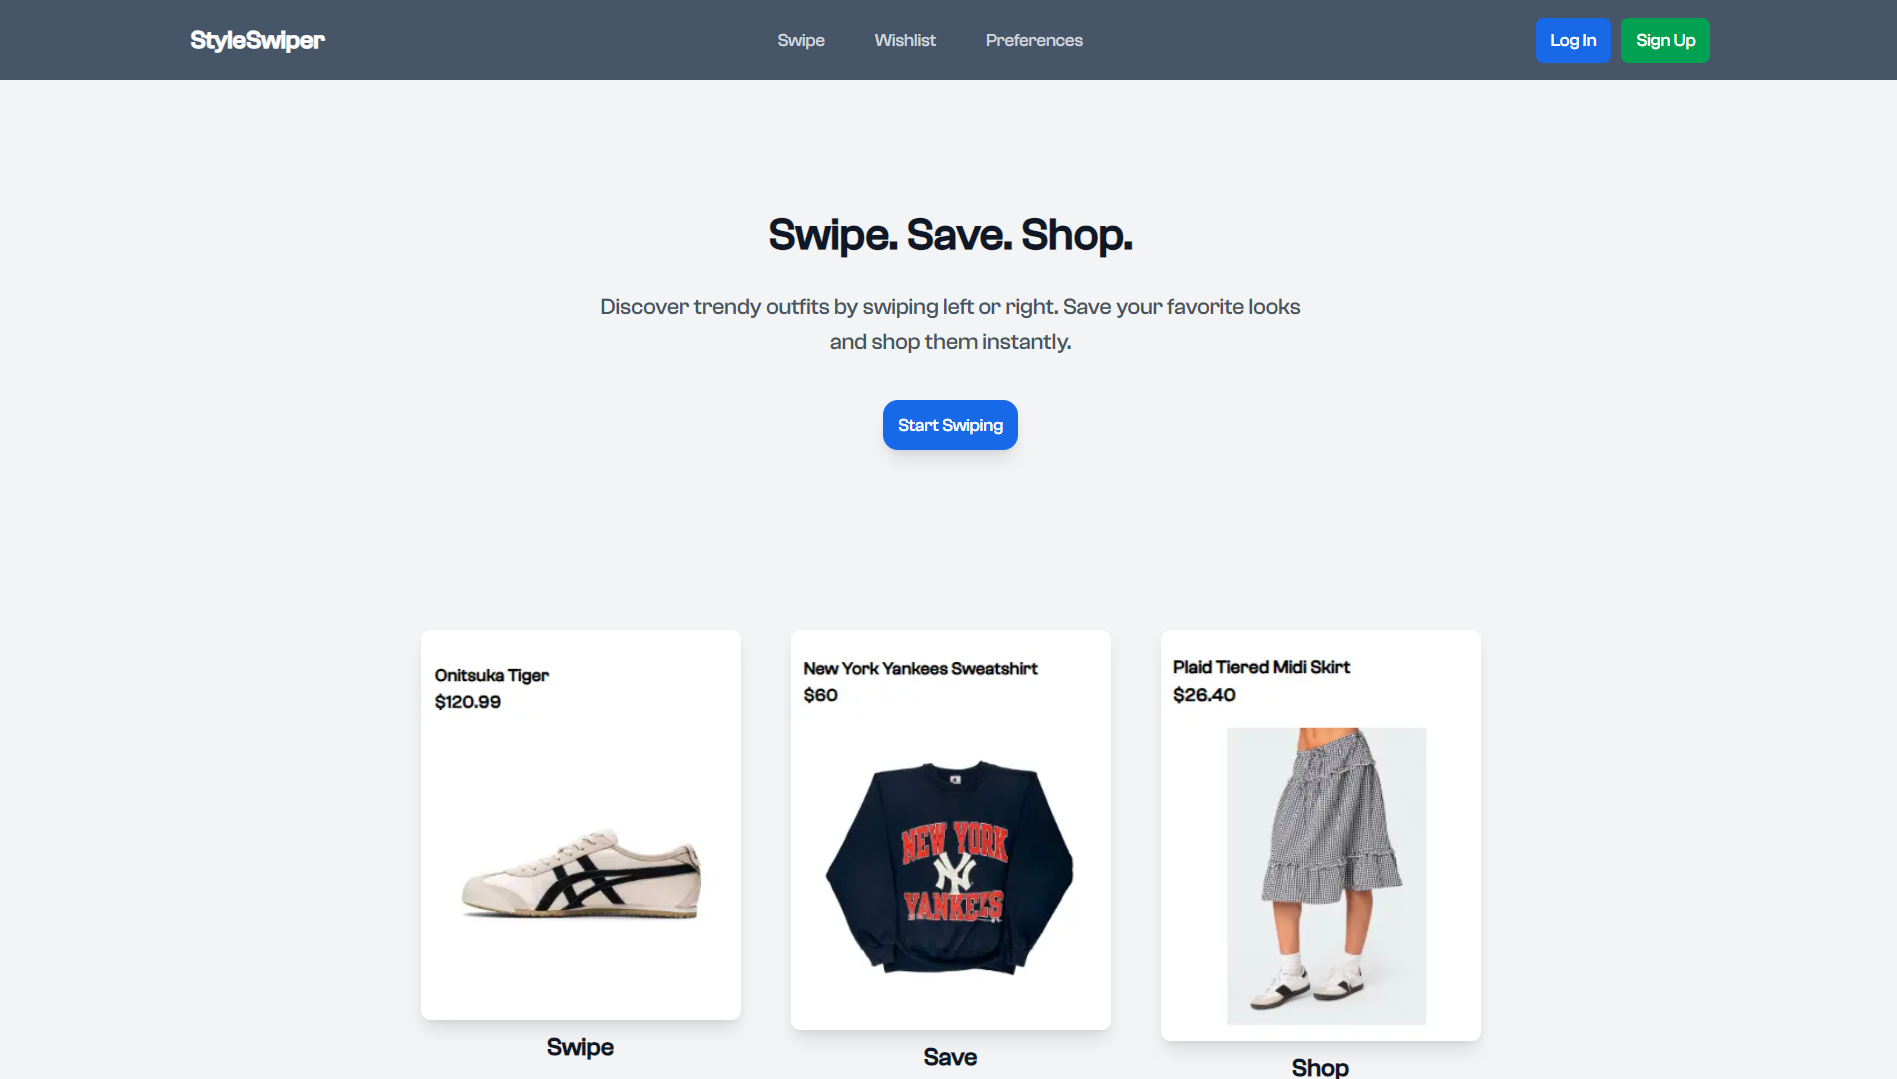 StyleSwiper
Swipe
Wishlist
Preferences
Log In
Sign Up
Swipe. Save. Shop.
Discover trendy outfits by swiping left or right. Save your favorite looks
and shop them instantly.
Start Swiping
Onitsuka Tiger
$120.99
Swipe
New York Yankees Sweatshirt
$60
NEW YORK
NY
YANKEES
Save
Plaid Tiered Midi Skirt
$26.40
Shop